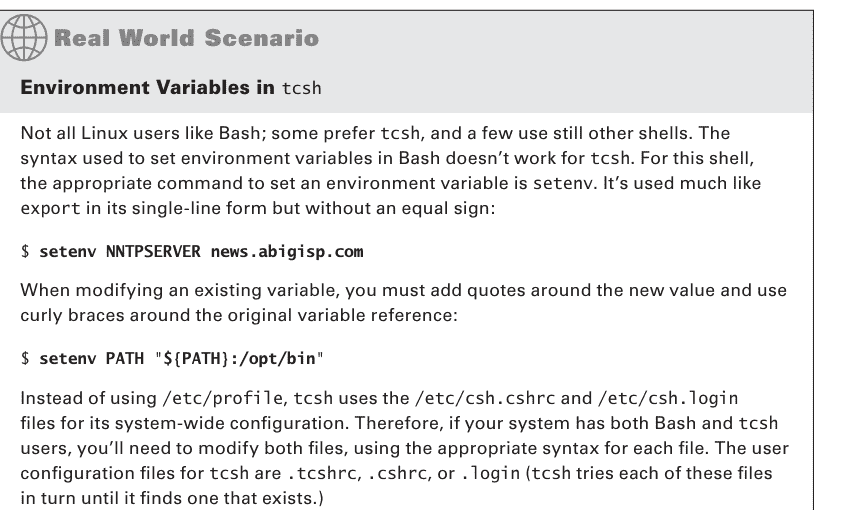 Real World Scenario
Environment Variables in tcsh
Not all Linux users like Bash; some prefer tcsh, and a few use still other shells. The
syntax used to set environment variables in Bash doesn't work for tcsh. For this shell,
the appropriate command to set an environment variable is setenv. It's used much like
export in its single-line form but without an equal sign:
$ setenv NNTPSERVER news.abigisp.com
When modifying an existing variable, you must add quotes around the new value and use
curly braces around the original variable reference:
$ setenv PATH "${PATH}:/opt/bin"
Instead of using /etc/profile, tcsh uses the /etc/csh.cshrc and /etc/csh.login
files for its system-wide configuration. Therefore, if your system has both Bash and tcsh
users, you'll need to modify both files, using the appropriate syntax for each file. The user
configuration files for tcsh are .tcshrc, .cshrc, or .login (tcsh tries each of these files
in turn until it finds one that exists.)